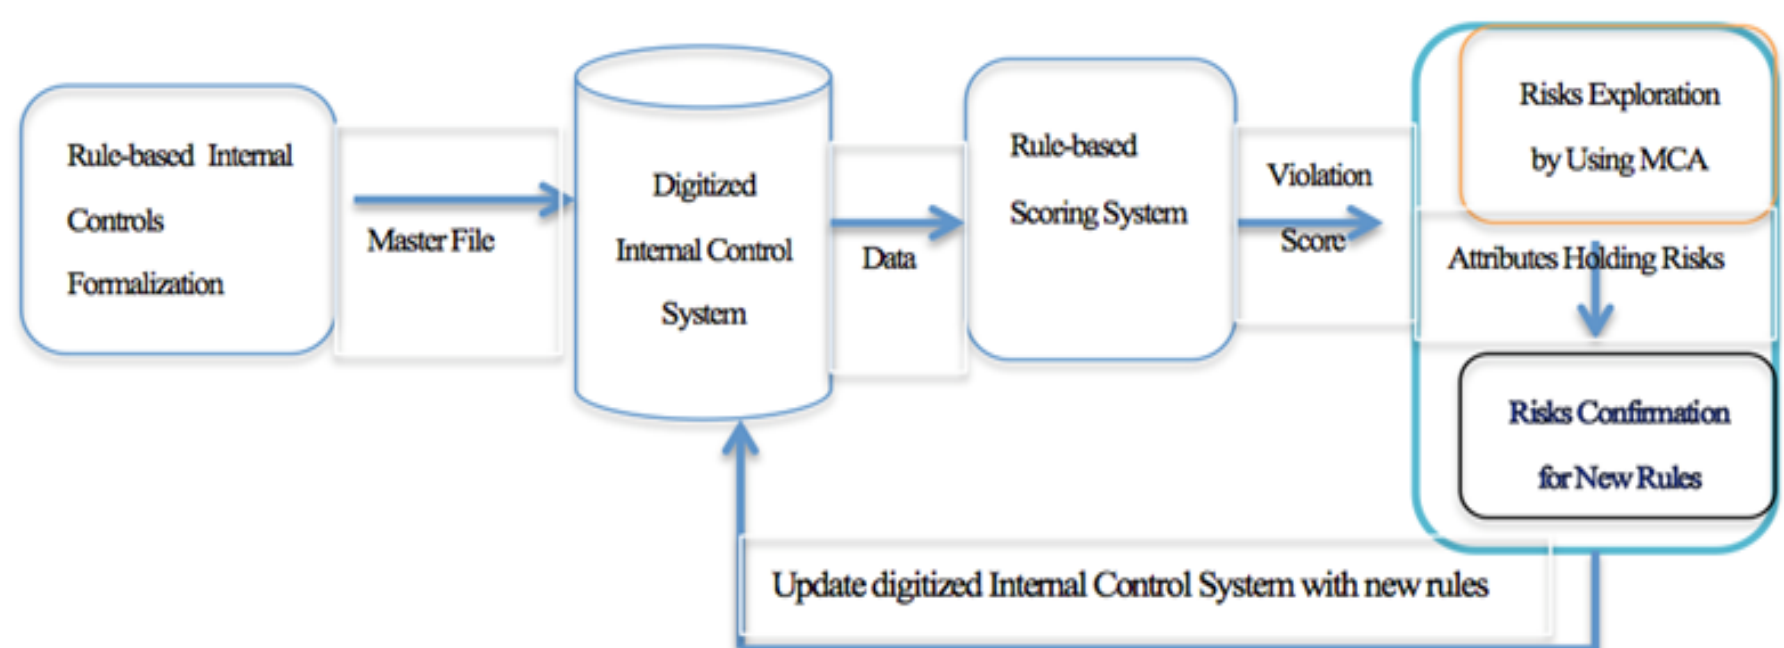 Rule-based Internal
Controls
Formalization
Master File
Digitized
Internal Control
System
Data
Rule-based
Scoring System
Violation
Score
Risks Exploration
by Using MCA
Attributes Holding Risks
Risks Confirmation
for New Rules
Update digitized Internal Control System with new rules